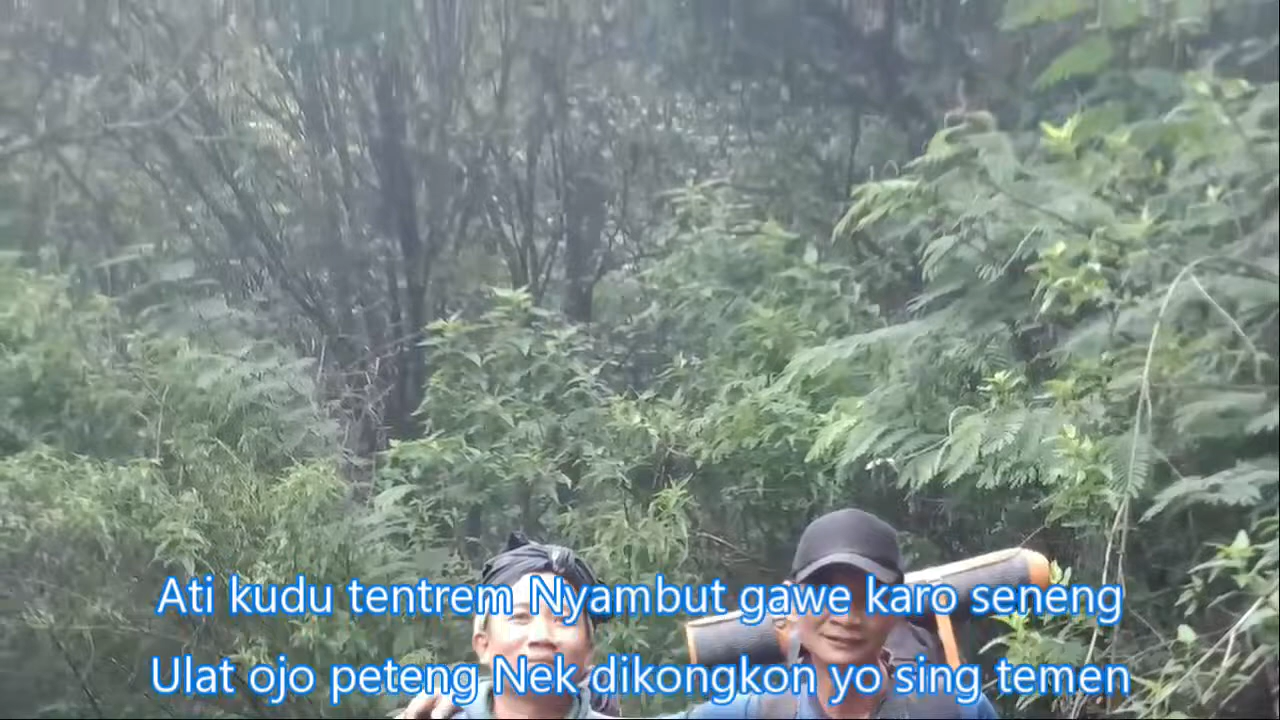 Ati kudu tentrem Nyambut gawe karo seneng
Ulat ojo peteng Nek dikongkon yo sing temen